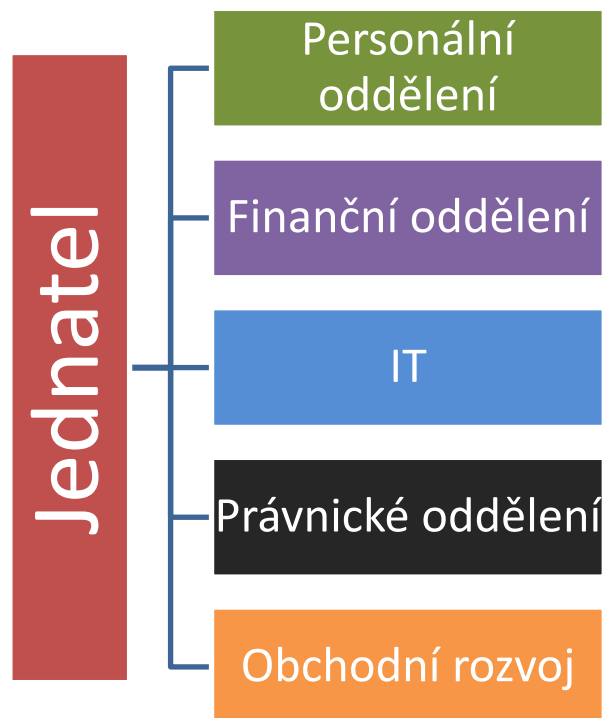 Jednatel
Personální
oddělení
Finanční oddělení
IT
Právnické oddělení
Obchodní rozvoj